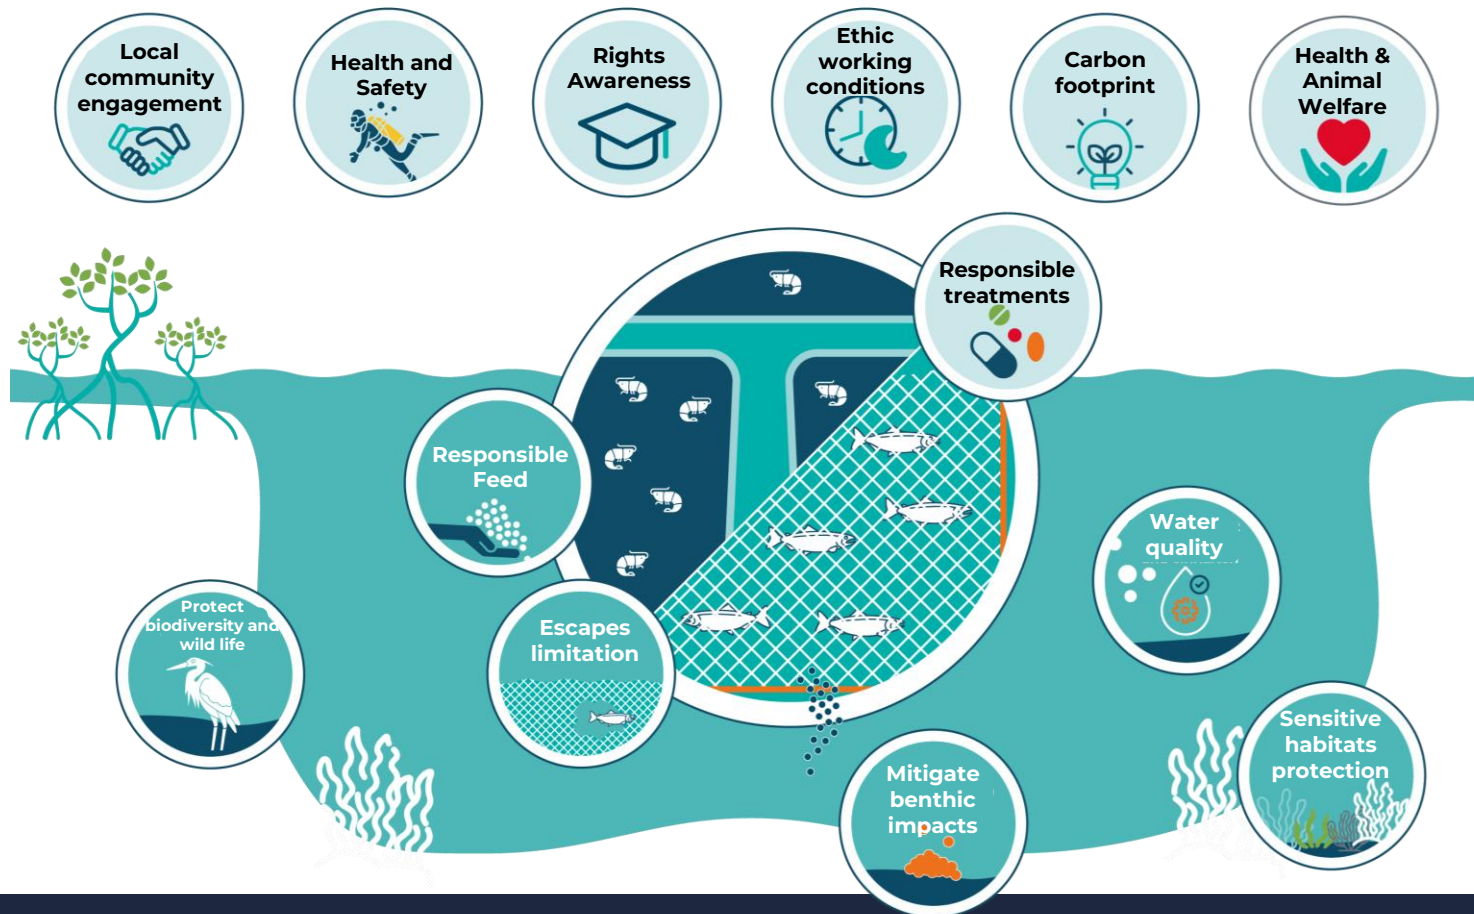 Local
community
engagement
Health and
Safety
Rights
Awareness
Ethic
working
conditions
Carbon
footprint
Health &
Animal
Welfare
Responsible
treatments
Responsible
Feed
Water
quality
Protect
biodiversity and
wild life
Escapes
limitation
Sensitive
habitats
protection
Mitigate
benthic
impacts